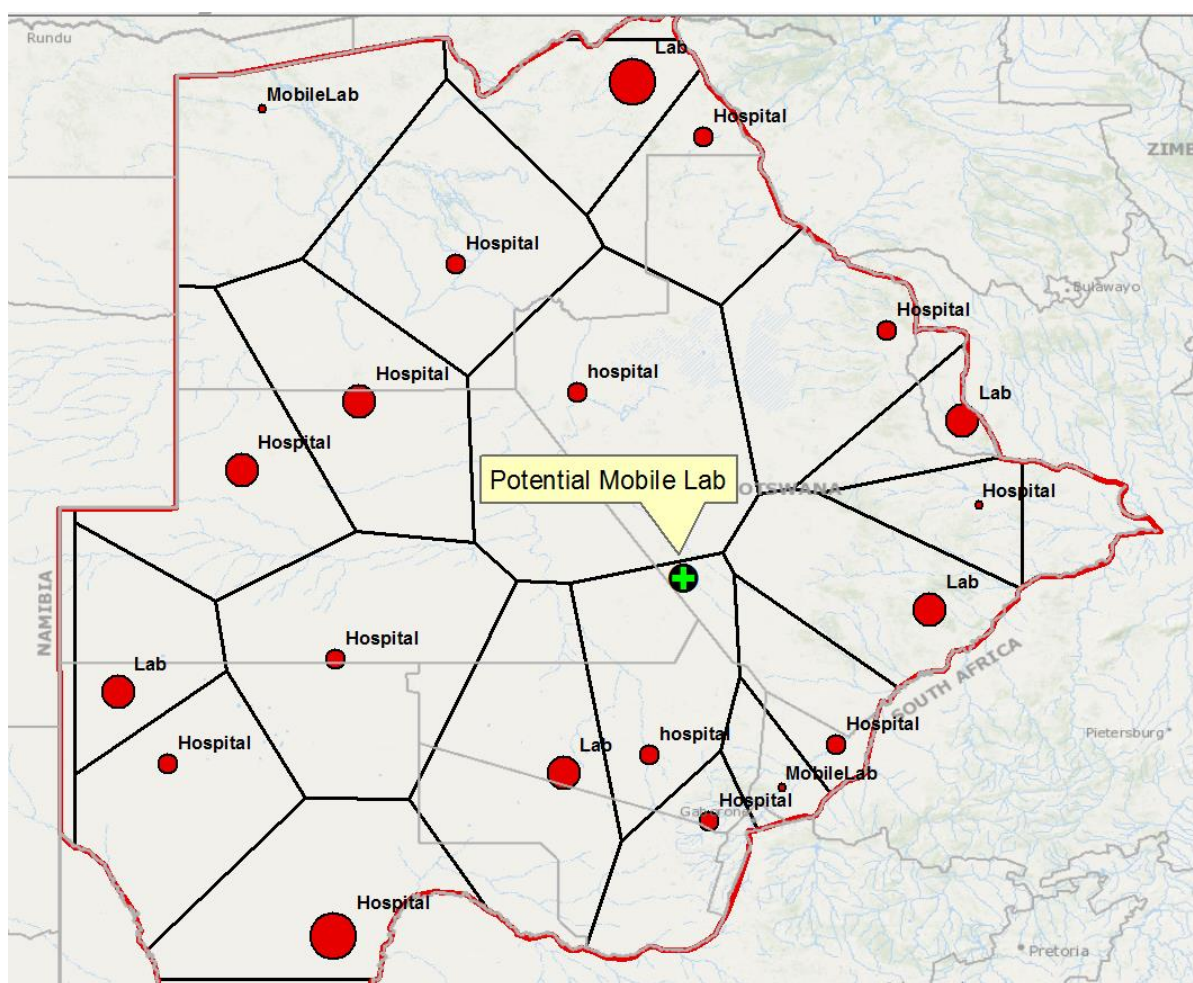 Rundu
Lab
MobileLab
Hospital
ZIMB
Hospital
Bulawayo
Hospital
Hospital
hospital
Lab
Hospital
Potential Mobile Lab
OTSWANA
Hospital
NAMIBIA
Lab
Hospital
SOUTH AFRICA
Lab
Hospital
Hospital
hospital
Pietersburg
Lab
MobileLab
Hospital
Gaborone
Hospital
Pretoria